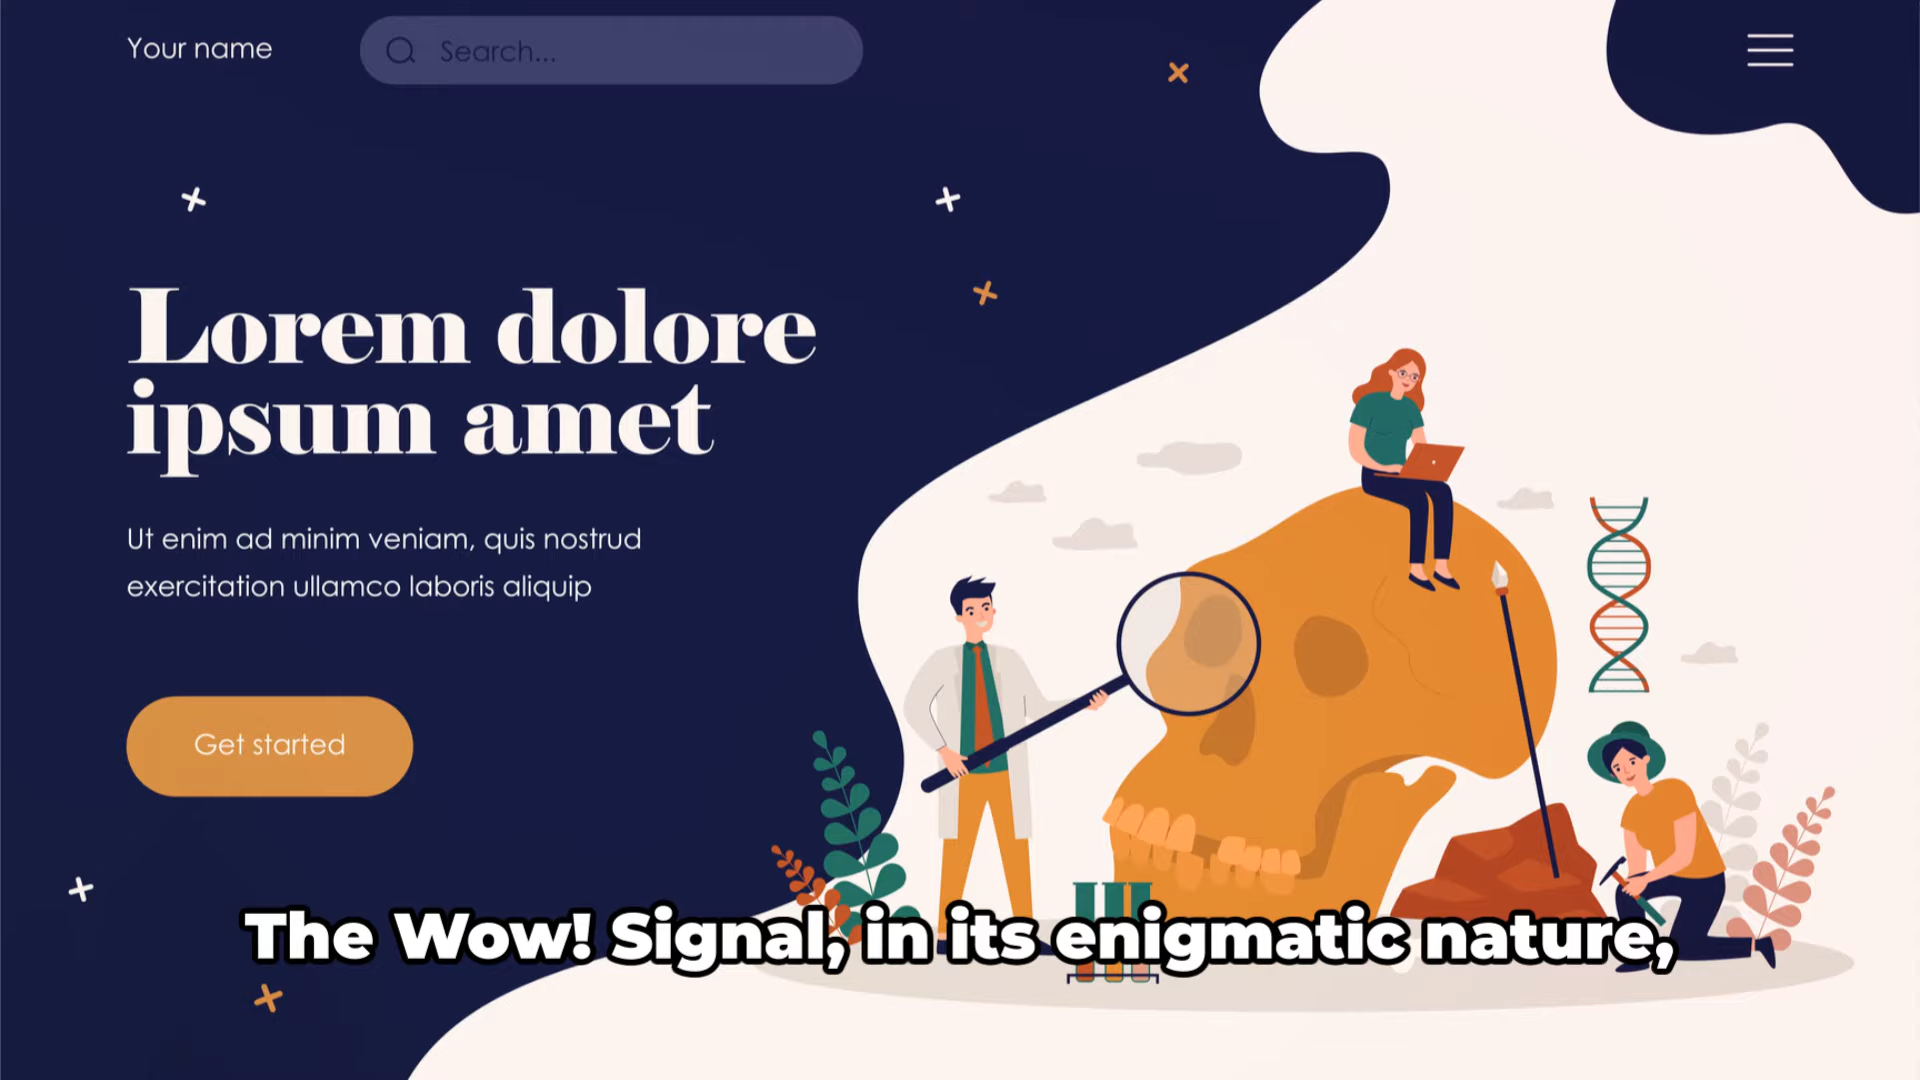 Your name
Search...
Lorem dolore
ipsum amet
Ut enim ad minim veniam, quis nostrud
exercitation ullamco laboris aliquip
Get started
The Wow! Signal, in its enigmatic nature,